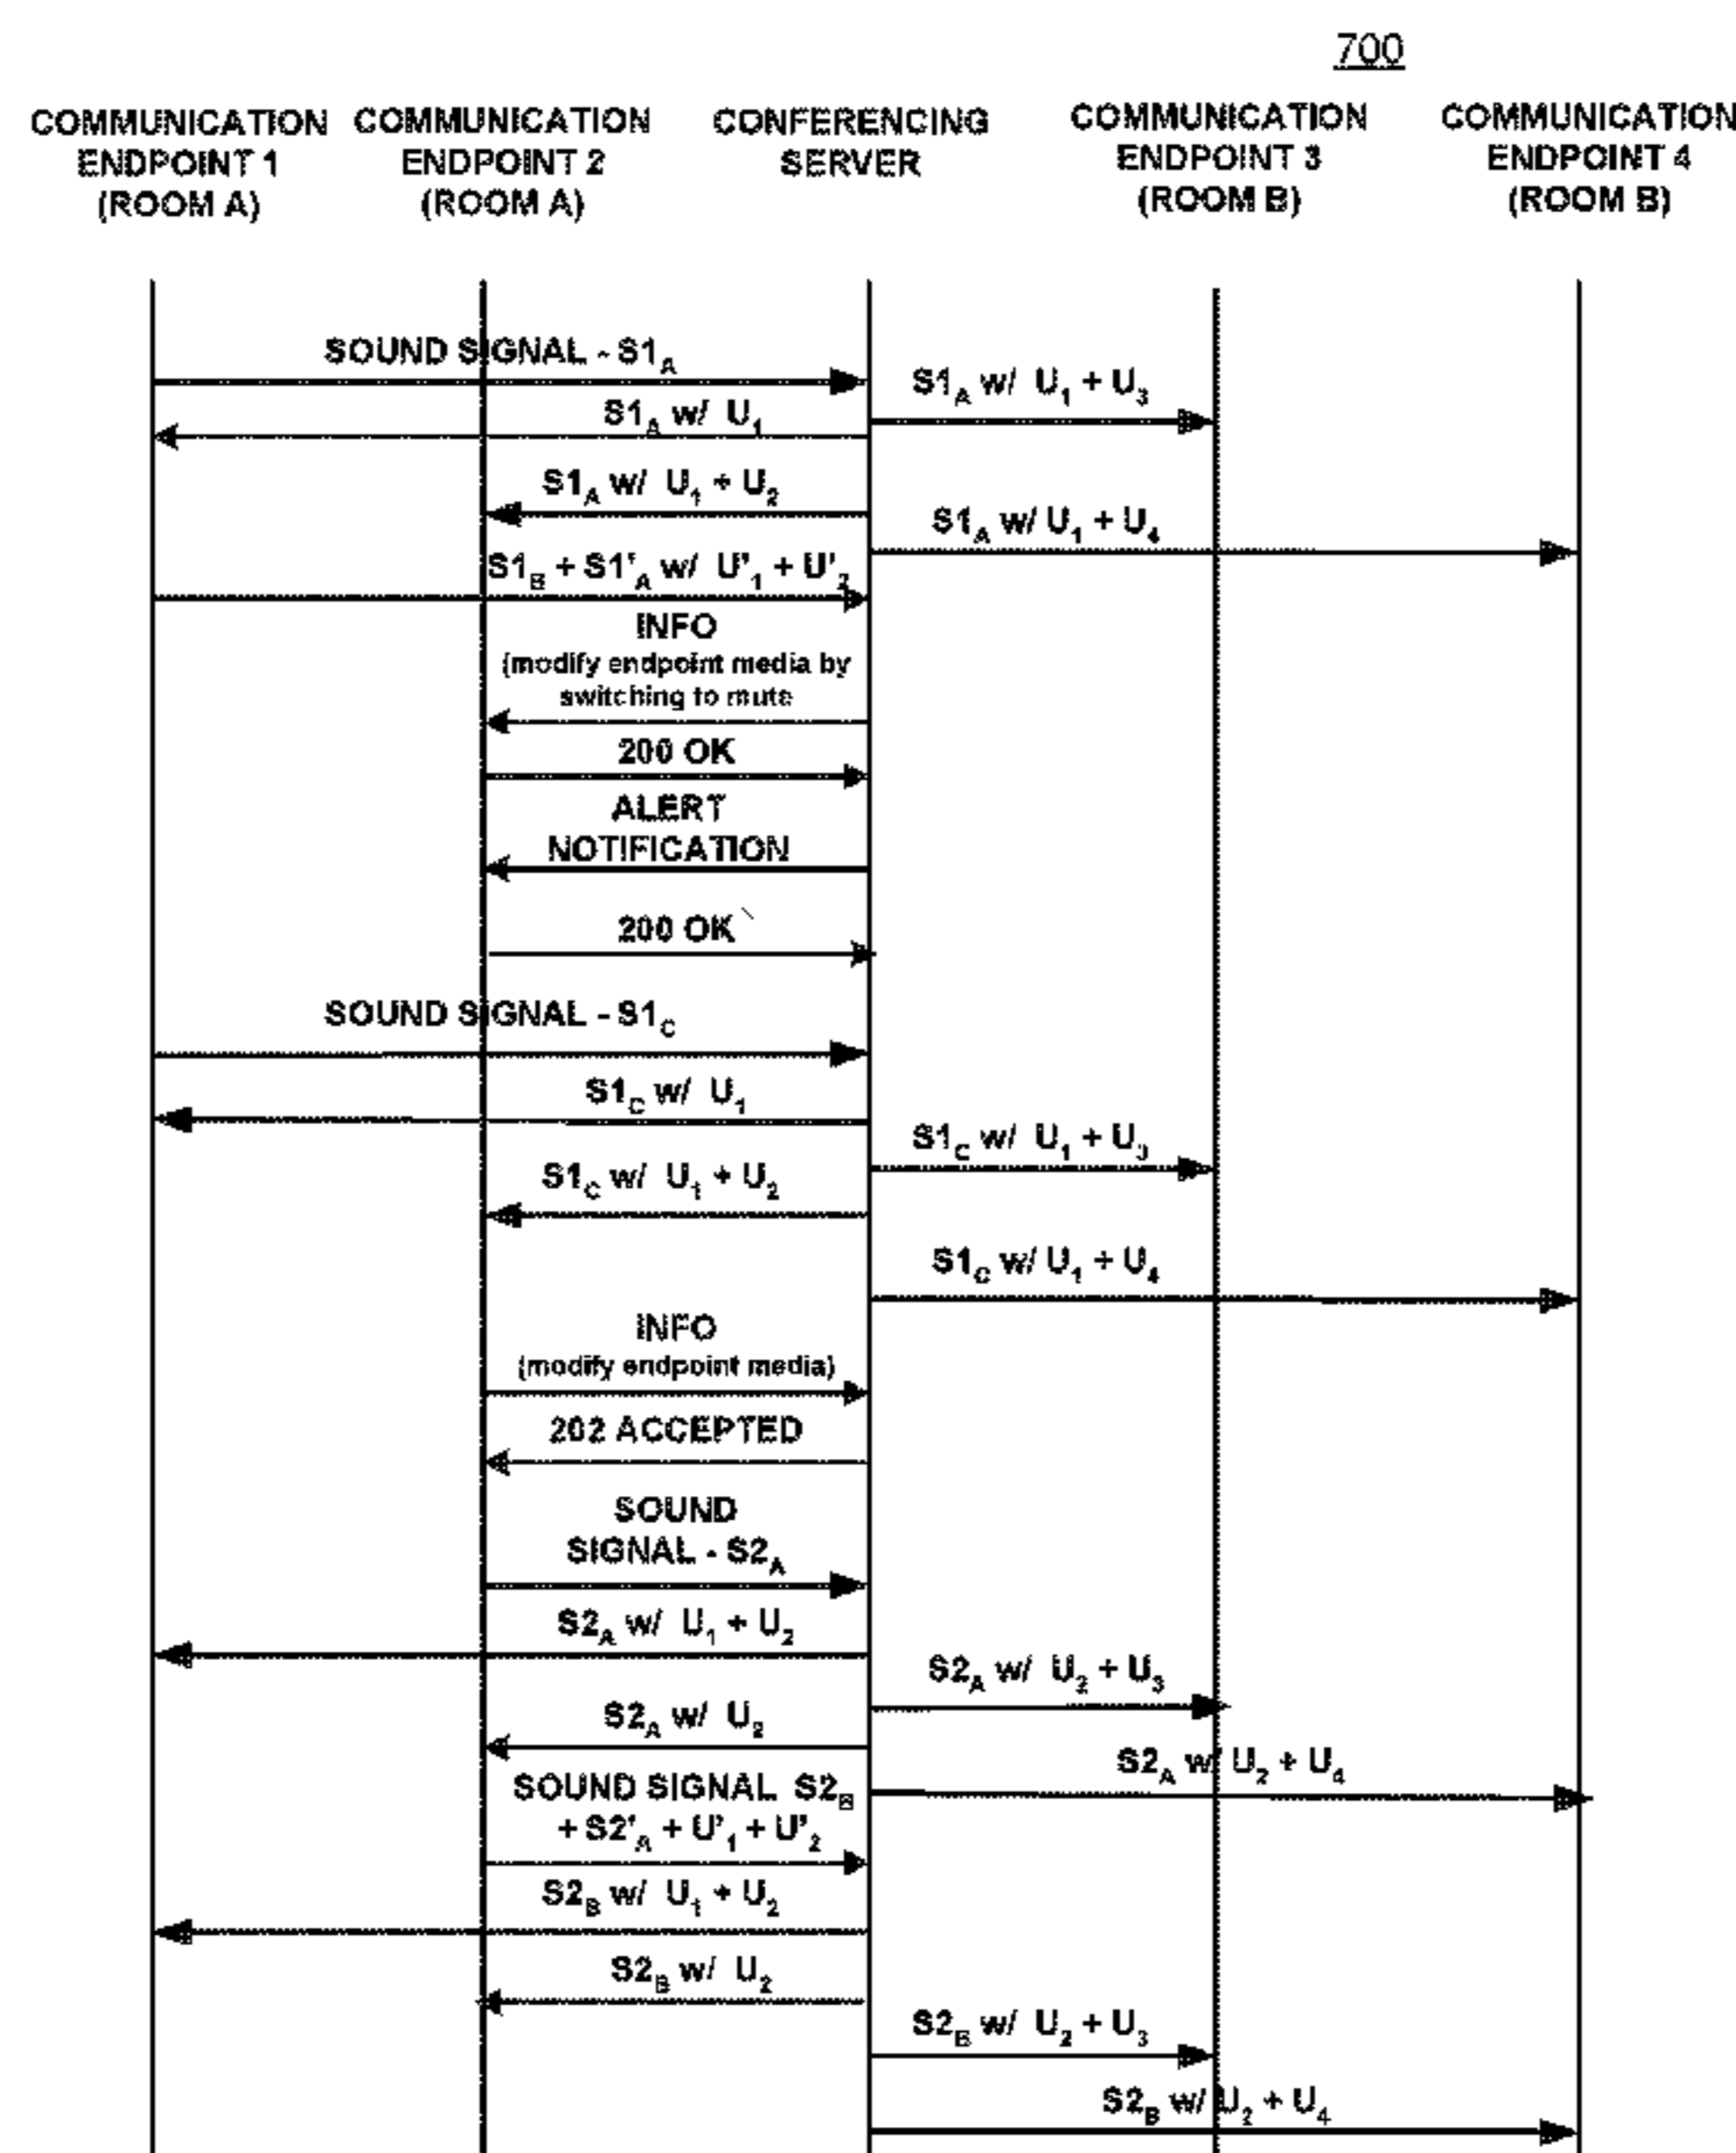 700
COMMUNICATION ENDPOINT 1 (ROOM A)
COMMUNICATION ENDPOINT 2 (ROOM A)
CONFERENCING SERVER
COMMUNICATION ENDPOINT 3 (ROOM B)
COMMUNICATION ENDPOINT 4 (ROOM B)
SOUND SIGNAL - S1A
S1A w/ U1 + U3
S1A w/ U1
S1A w/ U1 + U2
S1A w/ U1 + U4
S1B + S1'A w/ U'1 + U'2
INFO
(modify endpoint media by
switching to mute
200 OK
ALERT
NOTIFICATION
200 OK
SOUND SIGNAL - S1C
S1C w/ U1
S1C w/ U1 + U3
S1C w/ U1 + U2
S1C w/ U1 + U4
INFO
(modify endpoint media)
202 ACCEPTED
SOUND
SIGNAL - S2A
S2A w/ U1 + U2
S2A w/ U2 + U3
S2A w/ U2
S2A w/ U2 + U4
SOUND SIGNAL S2B
+ S2'A + U'1 + U'2
S2B w/ U1 + U2
S2B w/ U2
S2B w/ U2 + U3
S2B w/ U2 + U4